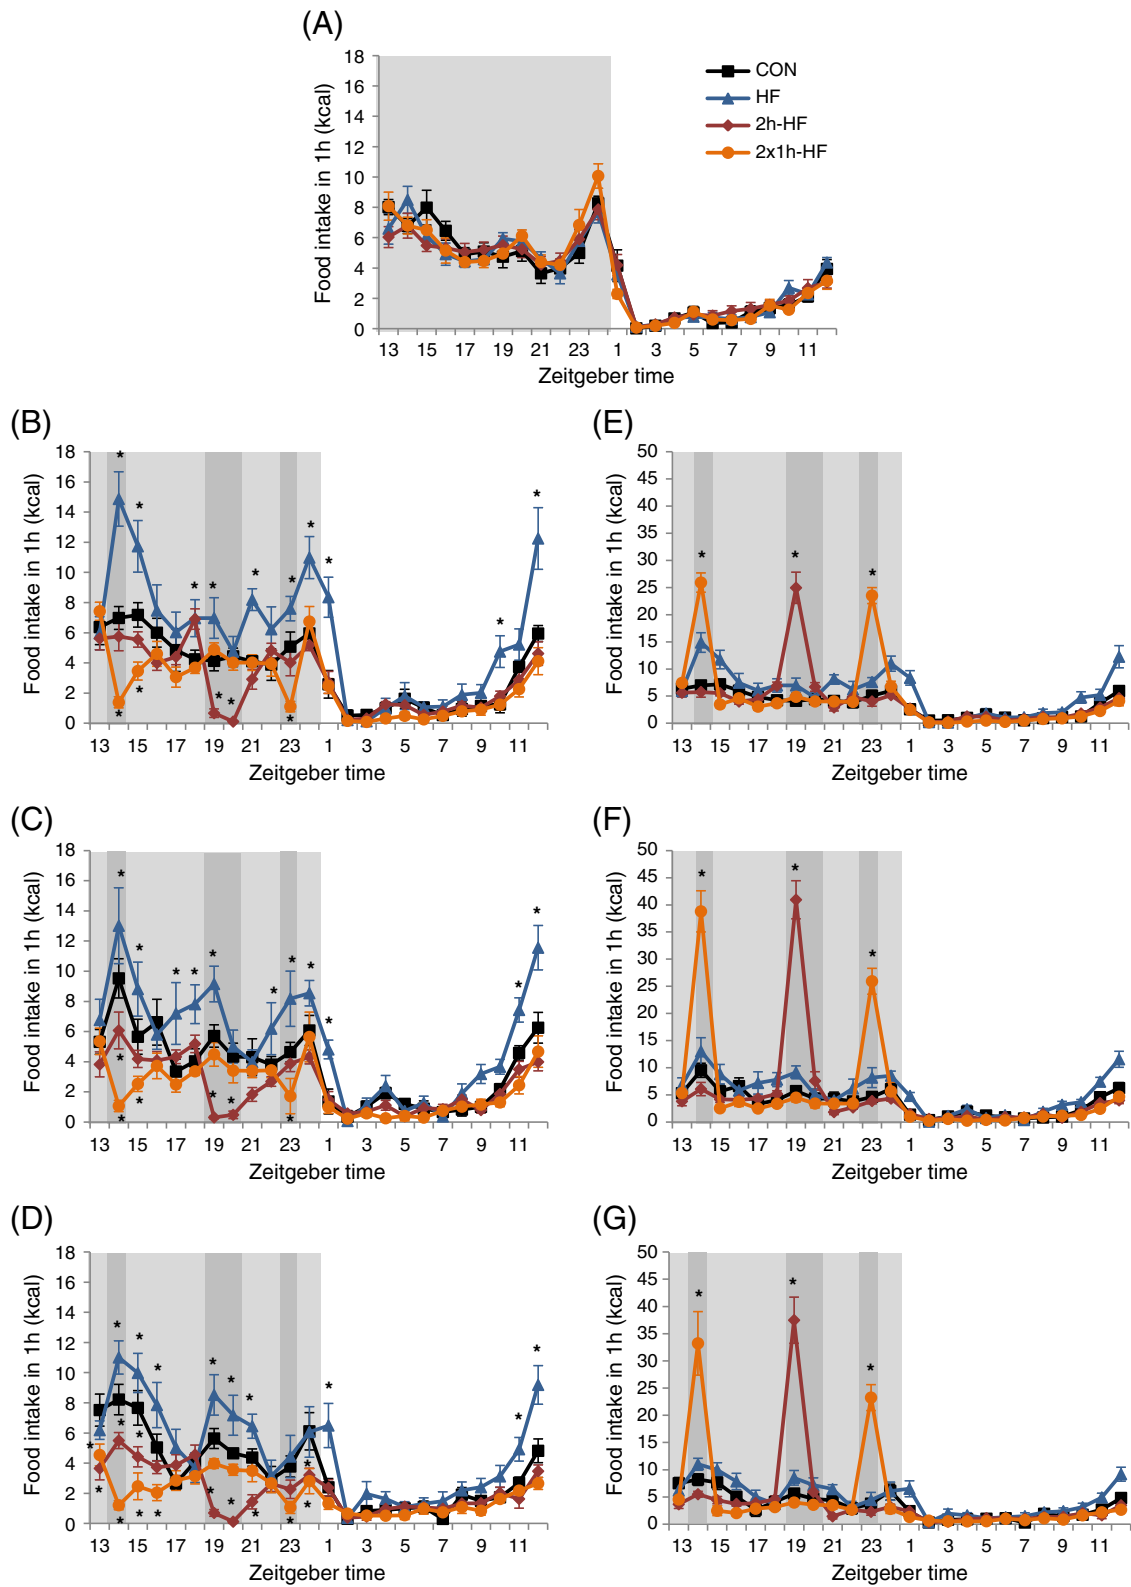 (A)
Food intake in 1h (kcal)
18
16
14
12
10
8
6
4
2
0
13 15 17 19 21 23 1 3 5 7 9 11
Zeitgeber time
CON
HF
2h-HF
2x1h-HF
(B)
Food intake in 1h (kcal)
18
16
14
12
10
8
6
4
2
0
* * * * * * * * * * * * * * *
13 15 17 19 21 23 1 3 5 7 9 11
Zeitgeber time
(E)
Food intake in 1h (kcal)
50
45
40
35
30
25
20
15
10
5
0
* * *
13 15 17 19 21 23 1 3 5 7 9 11
Zeitgeber time
(C)
Food intake in 1h (kcal)
18
16
14
12
10
8
6
4
2
0
* * * * * * * * * * * * * * * * *
13 15 17 19 21 23 1 3 5 7 9 11
Zeitgeber time
(F)
Food intake in 1h (kcal)
50
45
40
35
30
25
20
15
10
5
0
* * *
13 15 17 19 21 23 1 3 5 7 9 11
Zeitgeber time
(D)
Food intake in 1h (kcal)
18
16
14
12
10
8
6
4
2
0
* * * * * * * * * * * * * * * * * * * * * *
13 15 17 19 21 23 1 3 5 7 9 11
Zeitgeber time
(G)
Food intake in 1h (kcal)
50
45
40
35
30
25
20
15
10
5
0
* * *
13 15 17 19 21 23 1 3 5 7 9 11
Zeitgeber time